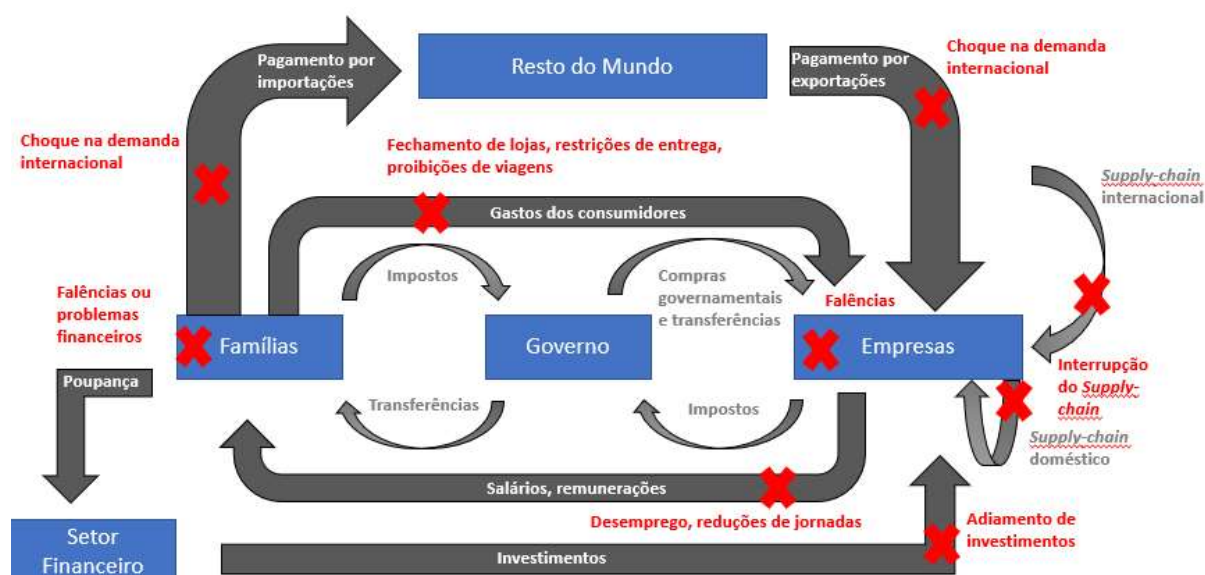 Pagamento por
importações
Resto do Mundo
Pagamento por
exportações
Choque na demanda
internacional
Choque na demanda
internacional
Fechamento de lojas, restrições de entrega,
proibições de viagens
Supply-chain
internacional
Gastos dos consumidores
Impostos
Compras
governamentais
e transferências
Falências
Falências ou
problemas
financeiros
Famílias
Governo
Empresas
Poupança
Transferências
Impostos
Interrupção
do Supply-
chain
Supply-chain
doméstico
Salários, remunerações
Desemprego, reduções de jornadas
Adiamento de
investimentos
Setor
Financeiro
Investimentos